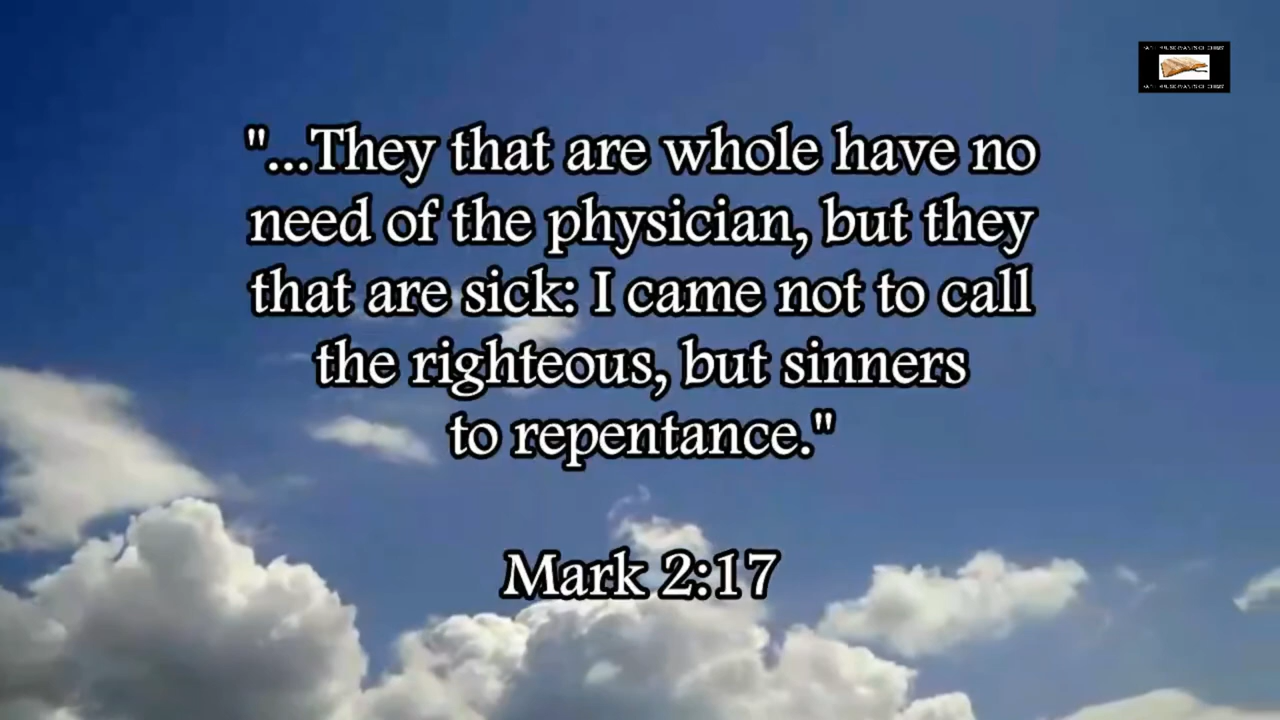 "...They that are whole have no
need of the physician, but they
that are sick: I came not to call
the righteous, but sinners
to repentance."
Mark 2:17